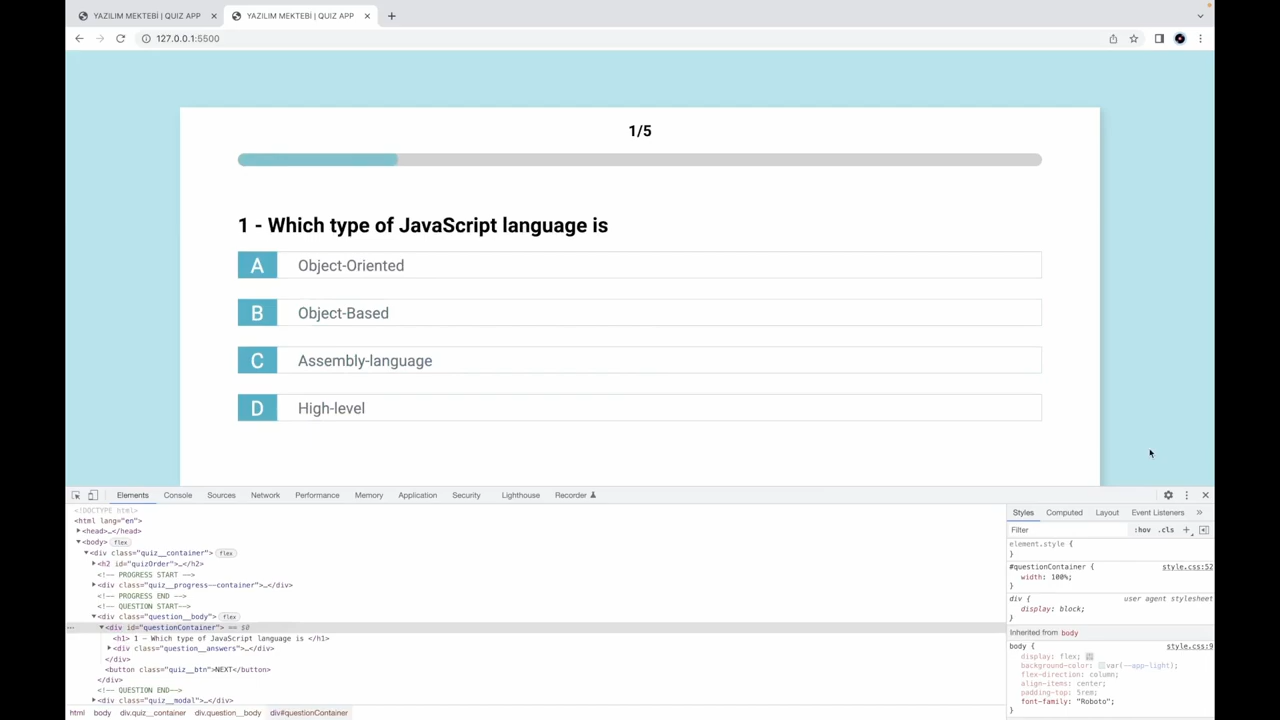 YAZILIM MEKTEBİ | QUIZ APP
YAZILIM MEKTEBİ | QUIZ APP
127.0.0.1:5500
1/5
1 - Which type of JavaScript language is
A Object-Oriented
B Object-Based
C Assembly-language
D High-level
Elements Console Sources Network Performance Memory Application Security Lighthouse Recorder
<!DOCTYPE html>
<html lang="en">
<head>…</head>
<body> flex
<div class="quiz__container"> flex
<h2 id="quizOrder">…</h2>
<!-- PROGRESS START -->
<div class="quiz__progress--container">…</div>
<!-- PROGRESS END -->
<!-- QUESTION START-->
<div class="question__body"> flex
<div id="questionContainer"> == $0
<h1> 1 - Which type of JavaScript language is </h1>
<div class="question__answers">…</div>
</div>
<button class="quiz__btn">NEXT</button>
</div>
<!-- QUESTION END-->
<div class="quiz__modal">…</div>
html body div.quiz__container div.question__body div#questionContainer
Styles Computed Layout Event Listeners »
Filter :hov .cls +
element.style {
}
#questionContainer { style.css:52
width: 100%;
}
div { user agent stylesheet
display: block;
}
Inherited from body
body { style.css:9
display: flex;
background-color: var(--app-light);
flex-direction: column;
align-items: center;
padding-top: 5rem;
font-family: "Roboto";
}